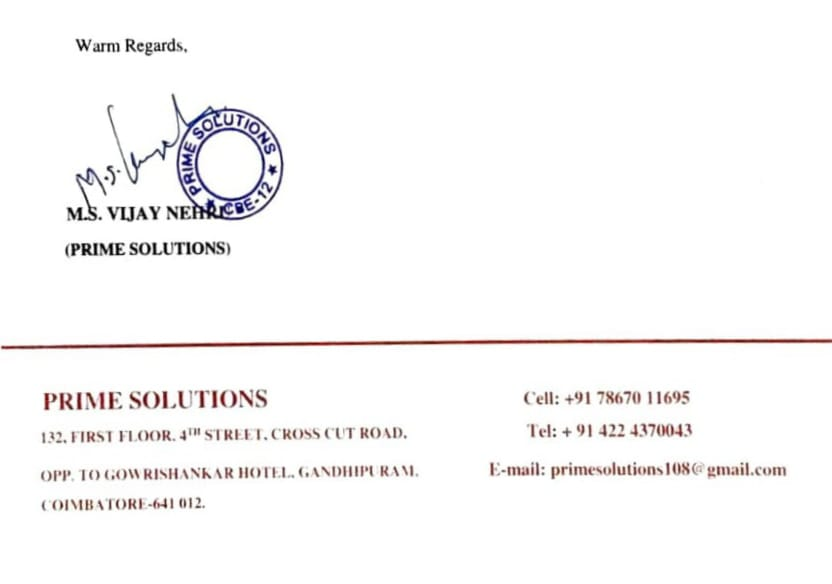 Warm Regards,
M.S. Vijay
PRIME SOLUTIONS
★ CBE-12 ★
M.S. VIJAY NEHRU
(PRIME SOLUTIONS)
PRIME SOLUTIONS
132, FIRST FLOOR, 4TH STREET, CROSS CUT ROAD,
OPP. TO GOWRISHANKAR HOTEL, GANDHIPURAM,
COIMBATORE-641 012.
Cell: +91 78670 11695
Tel: + 91 422 4370043
E-mail: primesolutions108@gmail.com